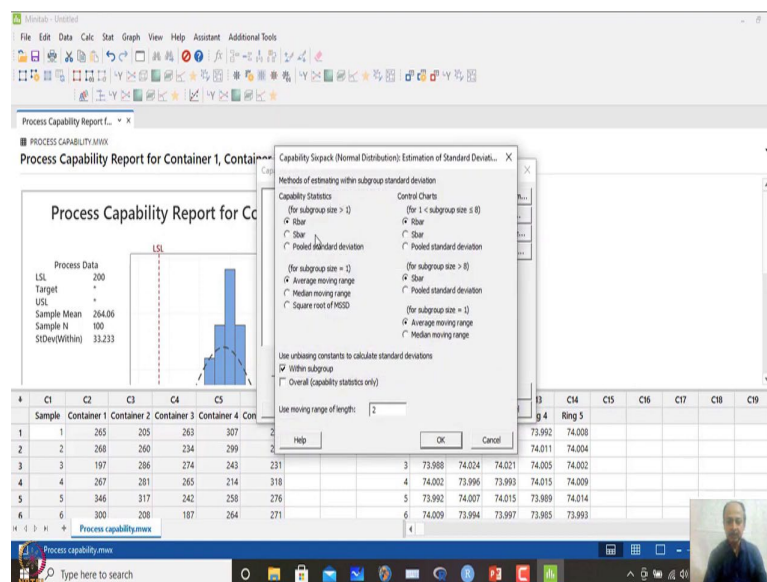 Minitab - Untitled
File Edit Data Calc Stat Graph View Help Assistant Additional Tools
Process Capability Report f...
PROCESS CAPABILITY.MWX
Process Capability Report for Container 1, Container
Process Capability Report for Co
LSL
Process Data
LSL 200
Target *
USL *
Sample Mean 264.06
Sample N 100
StDev(Within) 33.233
Capability Sixpack (Normal Distribution): Estimation of Standard Deviati...
Methods of estimating within subgroup standard deviation
Capability Statistics Control Charts
(for subgroup size > 1) (for 1 < subgroup size ≤ 8)
Rbar Rbar
Sbar Sbar
Pooled standard deviation Pooled standard deviation
(for subgroup size = 1) (for subgroup size > 8)
Average moving range Sbar
Median moving range Pooled standard deviation
Square root of MSSD
(for subgroup size = 1)
Average moving range
Median moving range
Use unbiasing constants to calculate standard deviations
Within subgroup
Overall (capability statistics only)
Use moving range of length: 2
Help OK Cancel
C1 C2 C3 C4 C5 13 C14 C15 C16 C17 C18 C19
Sample Container 1 Container 2 Container 3 Container 4 Con g 4 Ring 5
1 1 265 205 263 307 2 73.992 74.008
2 2 268 260 234 299 2 74.011 74.004
3 3 197 286 274 243 231 3 73.988 74.024 74.021 74.005 74.002
4 4 267 281 265 214 318 4 74.002 73.996 73.993 74.015 74.009
5 5 346 317 242 258 276 5 73.992 74.007 74.015 73.989 74.014
6 6 300 208 187 264 271 6 74.009 73.994 73.997 73.985 73.993
Process capability.mwx
Process capability.mwx
Type here to search